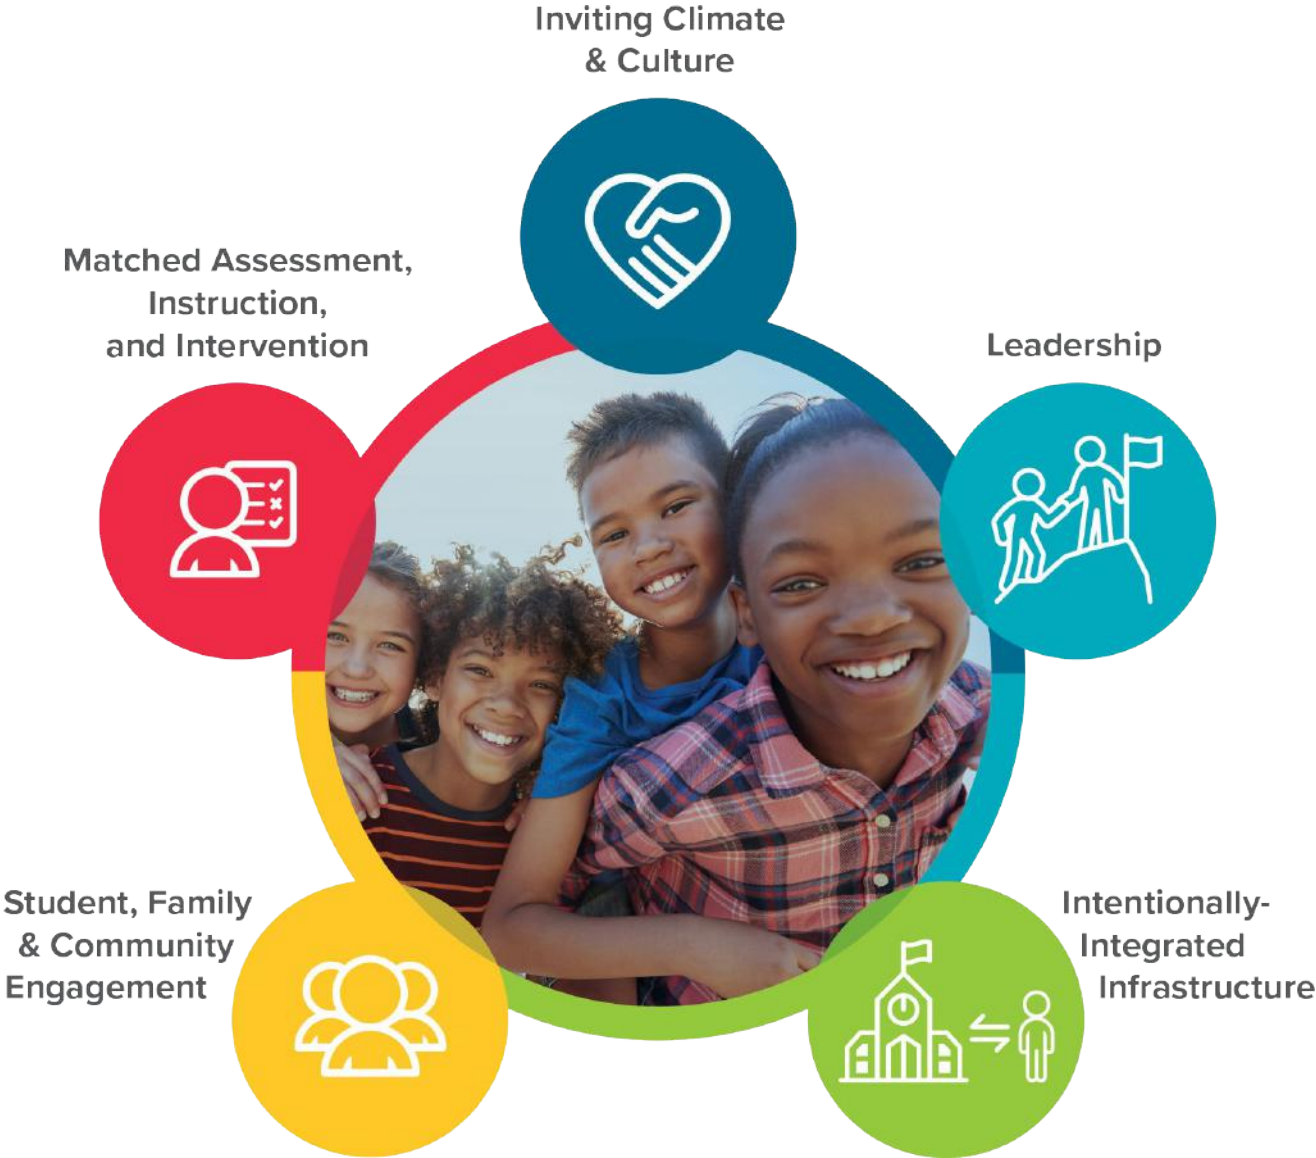 Inviting Climate
& Culture
Matched Assessment,
Instruction,
and Intervention
Leadership
Student, Family
& Community
Engagement
Intentionally-
Integrated
Infrastructure